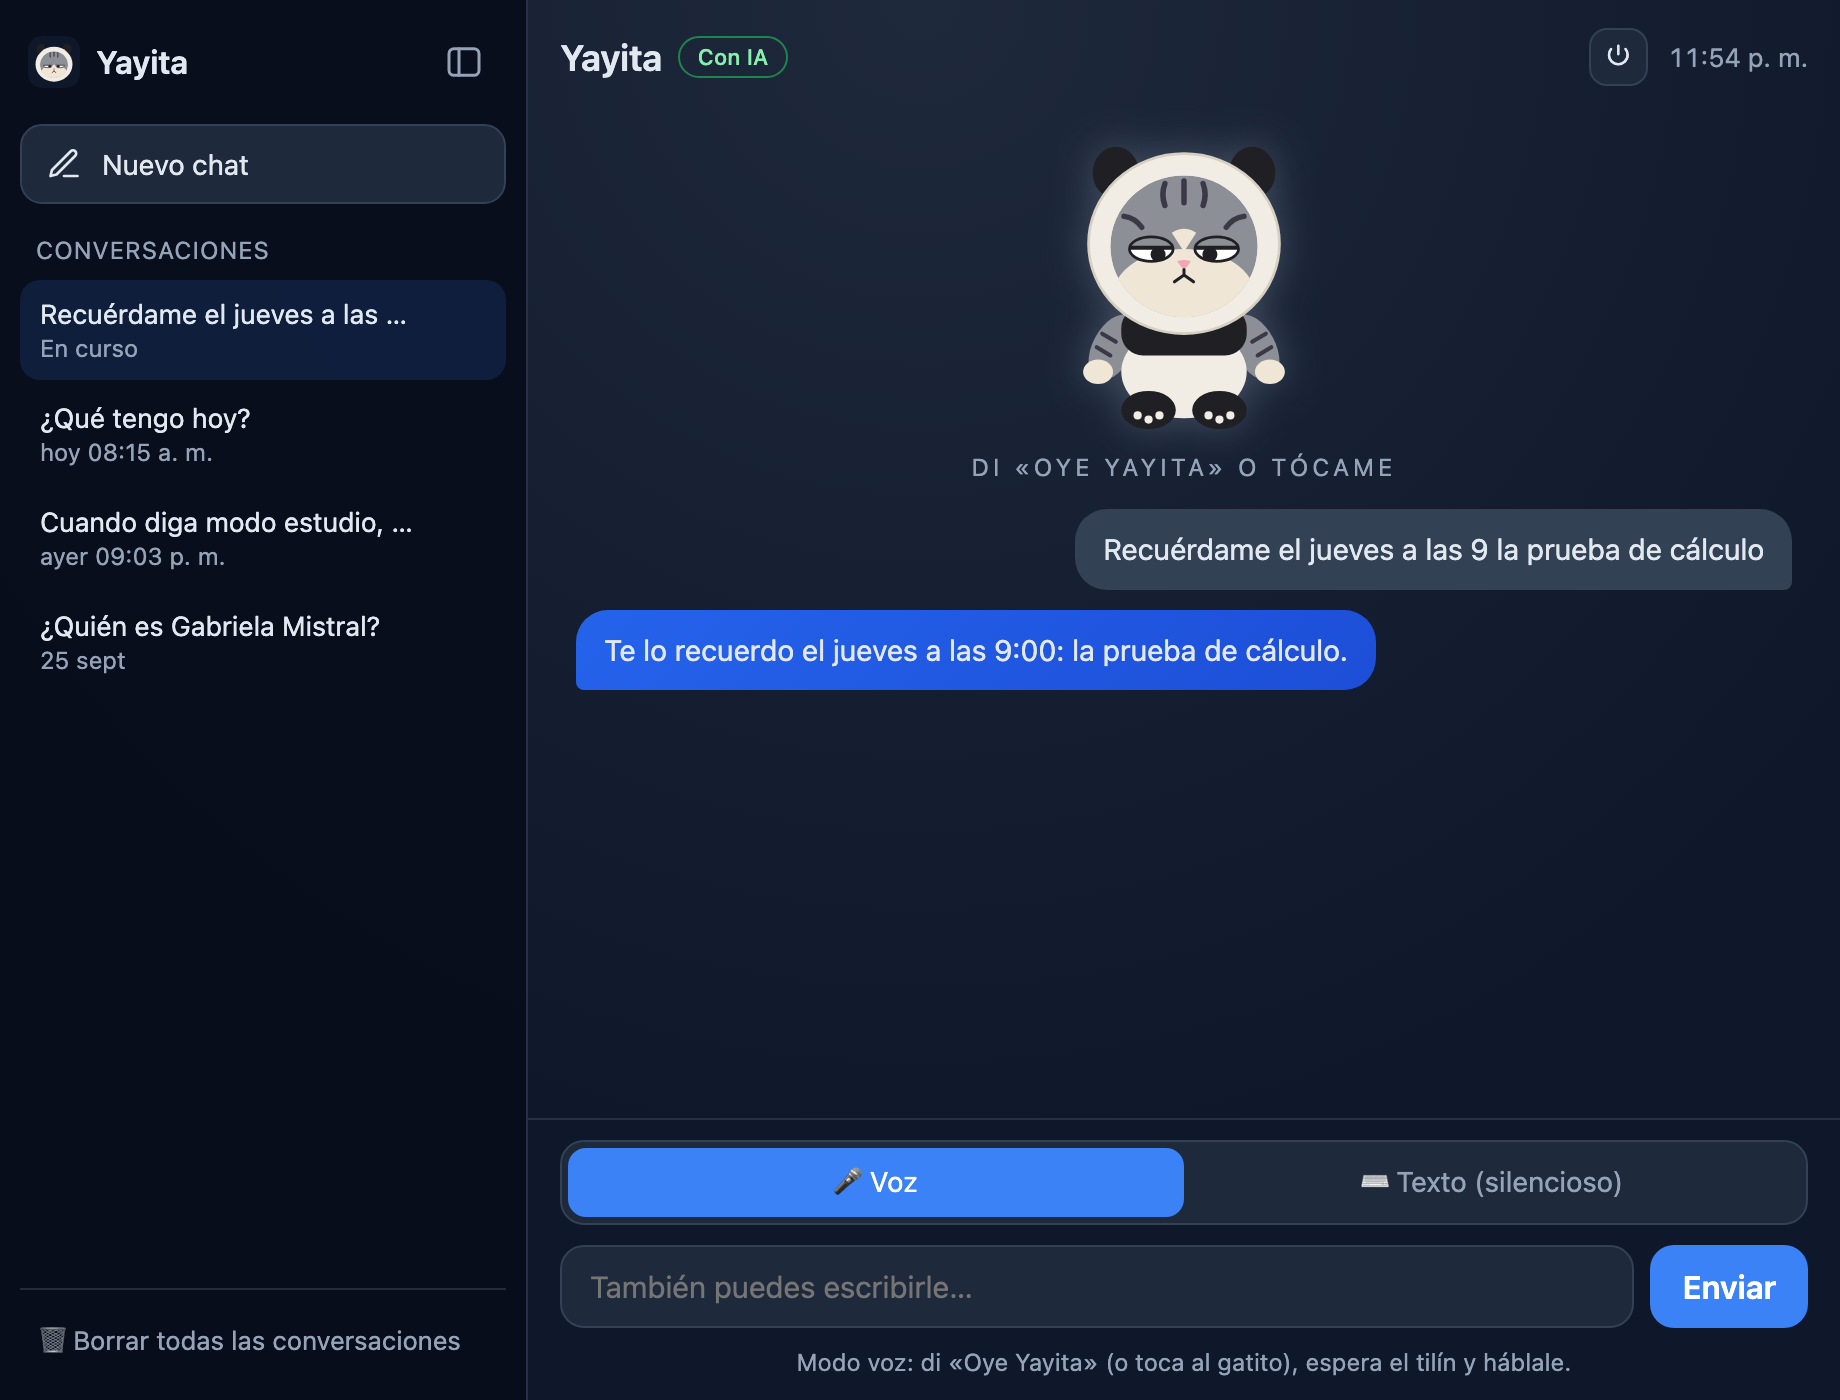 Yayita
Nuevo chat
CONVERSACIONES
Recuérdame el jueves a las ...
En curso
¿Qué tengo hoy?
hoy 08:15 a. m.
Cuando diga modo estudio, ...
ayer 09:03 p. m.
¿Quién es Gabriela Mistral?
25 sept
Borrar todas las conversaciones
Yayita Con IA
11:54 p. m.
DI «OYE YAYITA» O TÓCAME
Recuérdame el jueves a las 9 la prueba de cálculo
Te lo recuerdo el jueves a las 9:00: la prueba de cálculo.
Voz
Texto (silencioso)
También puedes escribirle...
Enviar
Modo voz: di «Oye Yayita» (o toca al gatito), espera el tilín y háblale.